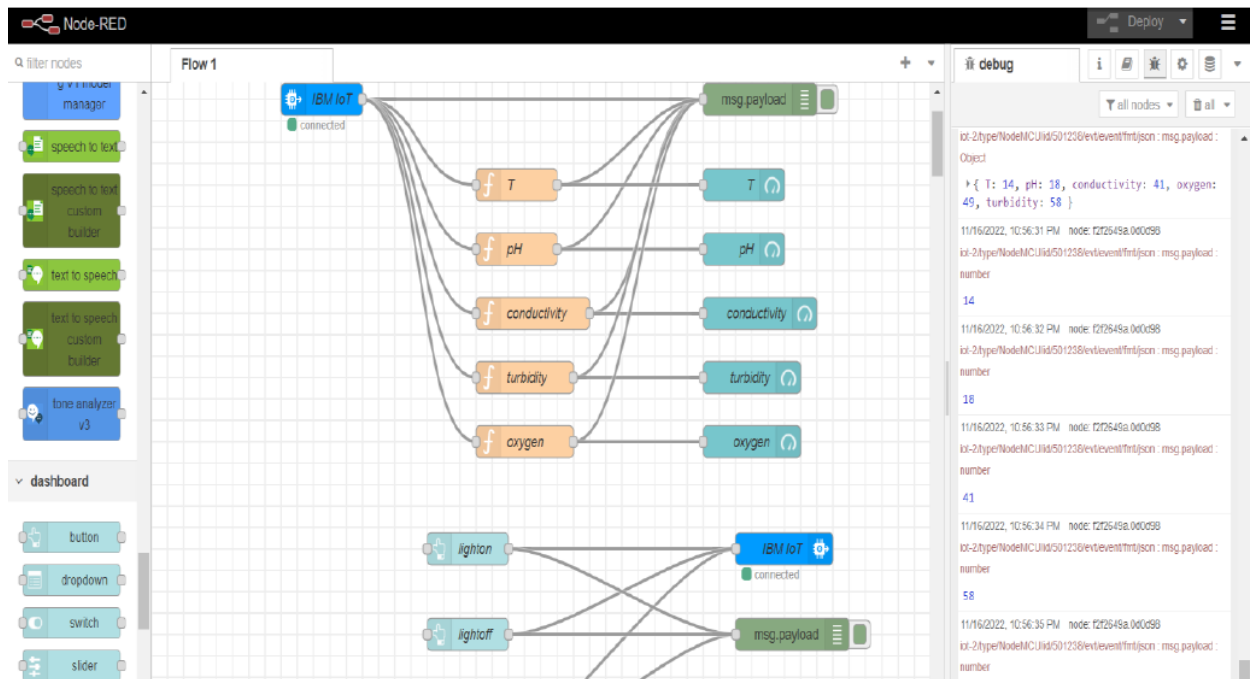 Node-RED
Deploy
filter nodes
manager
speech to text
speech to text
custom
builder
text to speech
text to speech
custom
builder
tone analyzer
v3
dashboard
button
dropdown
switch
slider
Flow 1
IBM IoT
connected
msg.payload
T
T
pH
pH
conductivity
conductivity
turbidity
turbidity
oxygen
oxygen
lighton
IBM IoT
connected
lightoff
msg.payload
debug
i
all nodes
all
iot-2/type/NodeMCU/id/501238/evt/event/fmt/json : msg.payload :
Object
{ T: 14, pH: 18, conductivity: 41, oxygen:
49, turbidity: 58 }
11/16/2022, 10:56:31 PM node: f2f2649a.0d0d98
iot-2/type/NodeMCU/id/501238/evt/event/fmt/json : msg.payload :
number
14
11/16/2022, 10:56:32 PM node: f2f2649a.0d0d98
iot-2/type/NodeMCU/id/501238/evt/event/fmt/json : msg.payload :
number
18
11/16/2022, 10:56:33 PM node: f2f2649a.0d0d98
iot-2/type/NodeMCU/id/501238/evt/event/fmt/json : msg.payload :
number
41
11/16/2022, 10:56:34 PM node: f2f2649a.0d0d98
iot-2/type/NodeMCU/id/501238/evt/event/fmt/json : msg.payload :
number
58
11/16/2022, 10:56:35 PM node: f2f2649a.0d0d98
iot-2/type/NodeMCU/id/501238/evt/event/fmt/json : msg.payload :
number